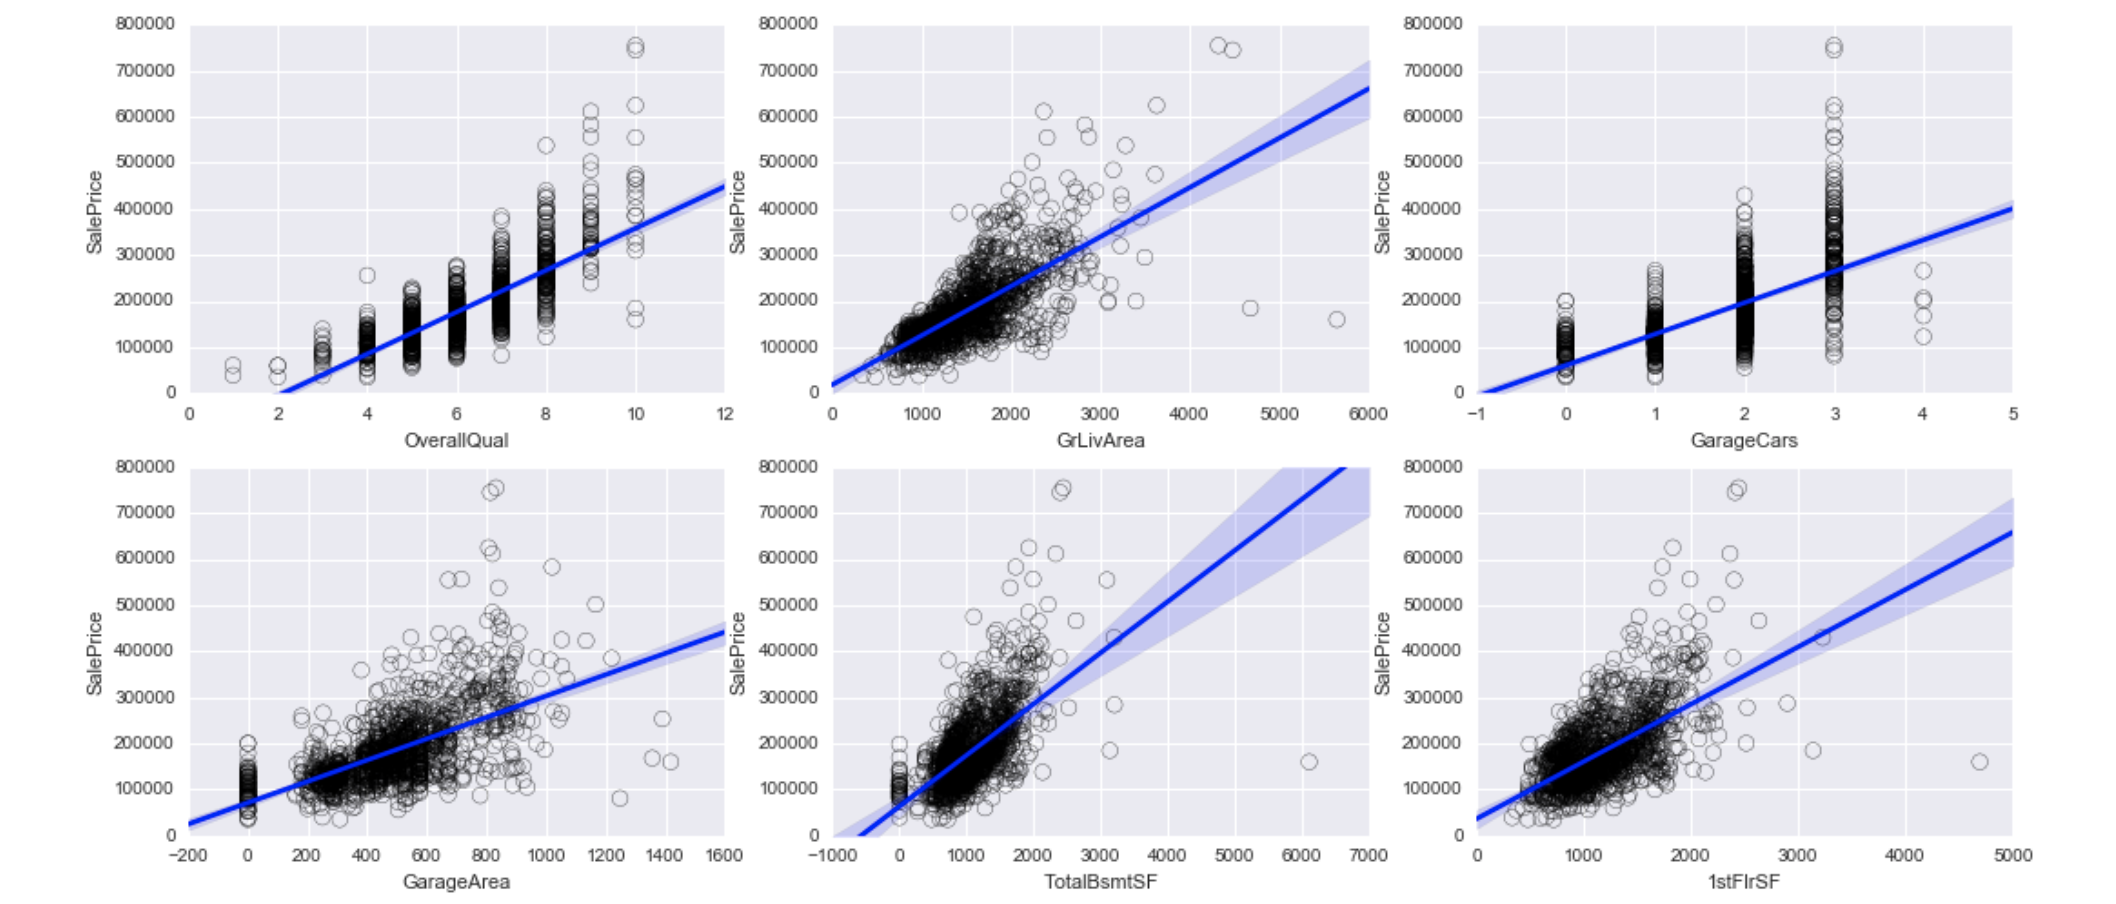 800000 700000 600000 500000 400000 300000 200000 100000 0
SalePrice
0 2 4 6 8 10 12
OverallQual
800000 700000 600000 500000 400000 300000 200000 100000 0
SalePrice
0 1000 2000 3000 4000 5000 6000
GrLivArea
800000 700000 600000 500000 400000 300000 200000 100000 0
SalePrice
−1 0 1 2 3 4 5
GarageCars
800000 700000 600000 500000 400000 300000 200000 100000 0
SalePrice
−200 0 200 400 600 800 1000 1200 1400 1600
GarageArea
800000 700000 600000 500000 400000 300000 200000 100000 0
SalePrice
−1000 0 1000 2000 3000 4000 5000 6000 7000
TotalBsmtSF
800000 700000 600000 500000 400000 300000 200000 100000 0
SalePrice
0 1000 2000 3000 4000 5000
1stFlrSF